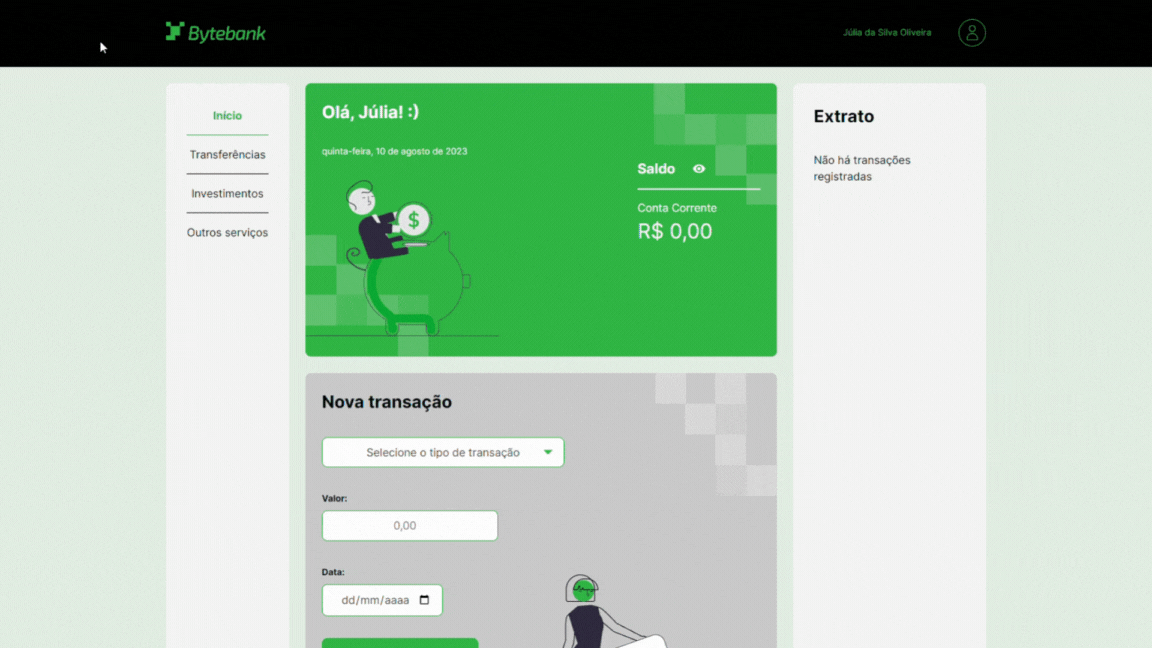 Bytebank
Júlia da Silva Oliveira
Início
Transferências
Investimentos
Outros serviços
Olá, Júlia! :)
quinta-feira, 10 de agosto de 2023
$
Saldo
Conta Corrente
R$ 0,00
Nova transação
Selecione o tipo de transação
Valor:
0,00
Data:
dd/mm/aaaa
Extrato
Não há transações
registradas